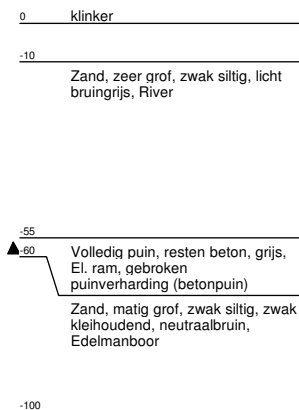 0 klinker
-10
Zand, zeer grof, zwak siltig, licht
bruingrijs, River
-55
-60 Volledig puin, resten beton, grijs,
El. ram, gebroken
puinverharding (betonpuin)
Zand, matig grof, zwak siltig, zwak
kleihoudend, neutraalbruin,
Edelmanboor
-100